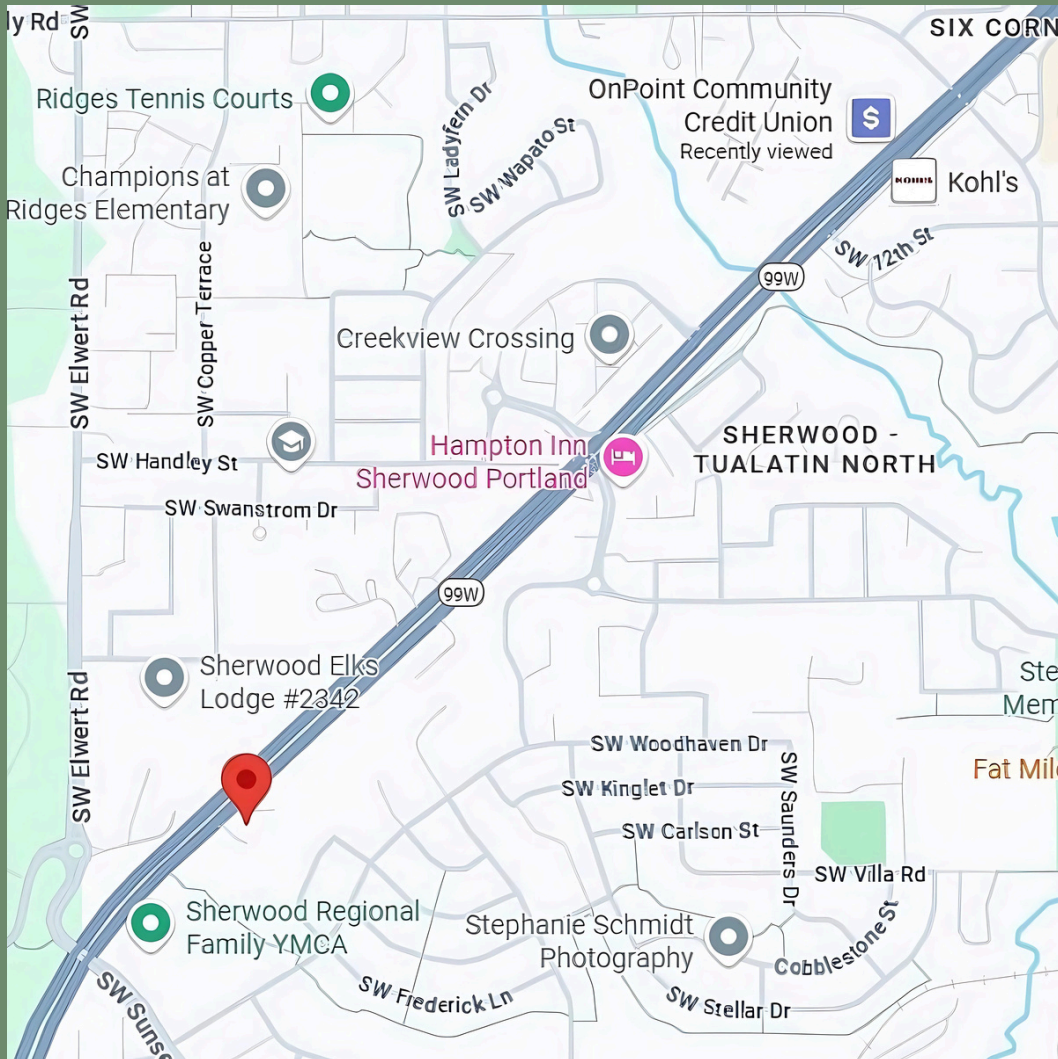 ly Rd
SW
SIX CORN
Ridges Tennis Courts
SW Ladyfern Dr
SW Wapato St
OnPoint Community
Credit Union
Recently viewed
$
KOHL'S
Kohl's
Champions at
Ridges Elementary
SW 12th St
99W
SW Elwert Rd
SW Copper Terrace
Creekview Crossing
Hampton Inn
Sherwood Portland
SHERWOOD -
TUALATIN NORTH
SW Handley St
SW Swanstrom Dr
99W
Sherwood Elks
Lodge #2342
SW Elwert Rd
Ste
Mem
SW Woodhaven Dr
SW Kinglet Dr
SW Saunders Dr
Fat Mil
SW Carlson St
SW Villa Rd
Sherwood Regional
Family YMCA
Stephanie Schmidt
Photography
Cobblestone St
SW Frederick Ln
SW Stellar Dr
SW Sunse